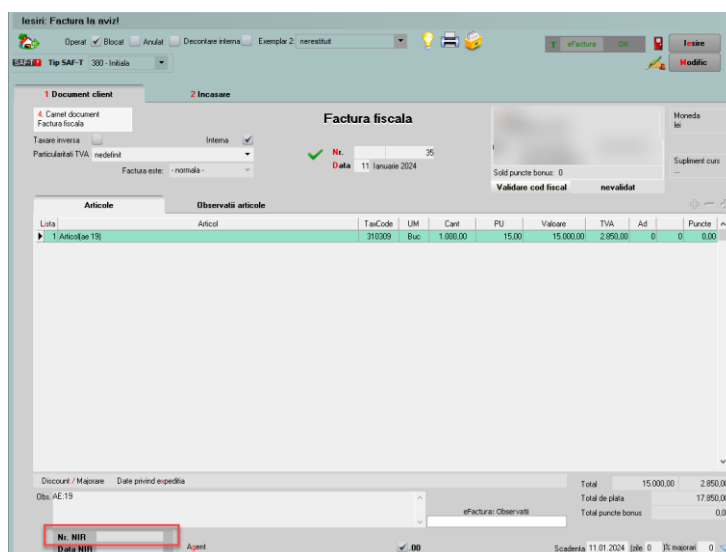 Iesiri: Factura la aviz!
Operat Blocat Anulat Decontare interna Exemplar 2: nerestituit
T eFactura OK Iesire
SAFT Tip SAF-T 380 - Initiala Modific
1 Document client 2 Incasare
4. Carnet document
Factura fiscala
Factura fiscala
Moneda
lei
Taxare inversa Interna
Nr. 35
Particularitati TVA nedefinit
Data 11 Ianuarie 2024
Supliment curs
---
Factura este: - normala -
Sold puncte bonus: 0
Validare cod fiscal nevalidat
Articole Observatii articole
Lista Articol TaxCode UM Cant PU Valoare TVA Ad Puncte
1 Articol(ae 19) 310309 Buc 1.000,00 15,00 15.000,00 2.850,00 0 0 0,00
Discount / Majorare Date privind expeditia
Total 15.000,00 2.850,00
Obs: AE:19
Total de plata 17.850,00
eFactura: Observatii
Total puncte bonus 0,0
Nr. NIR
Data NIR Agent .00 Scadenta 11.01.2024 (zile 0 )% majorari 0